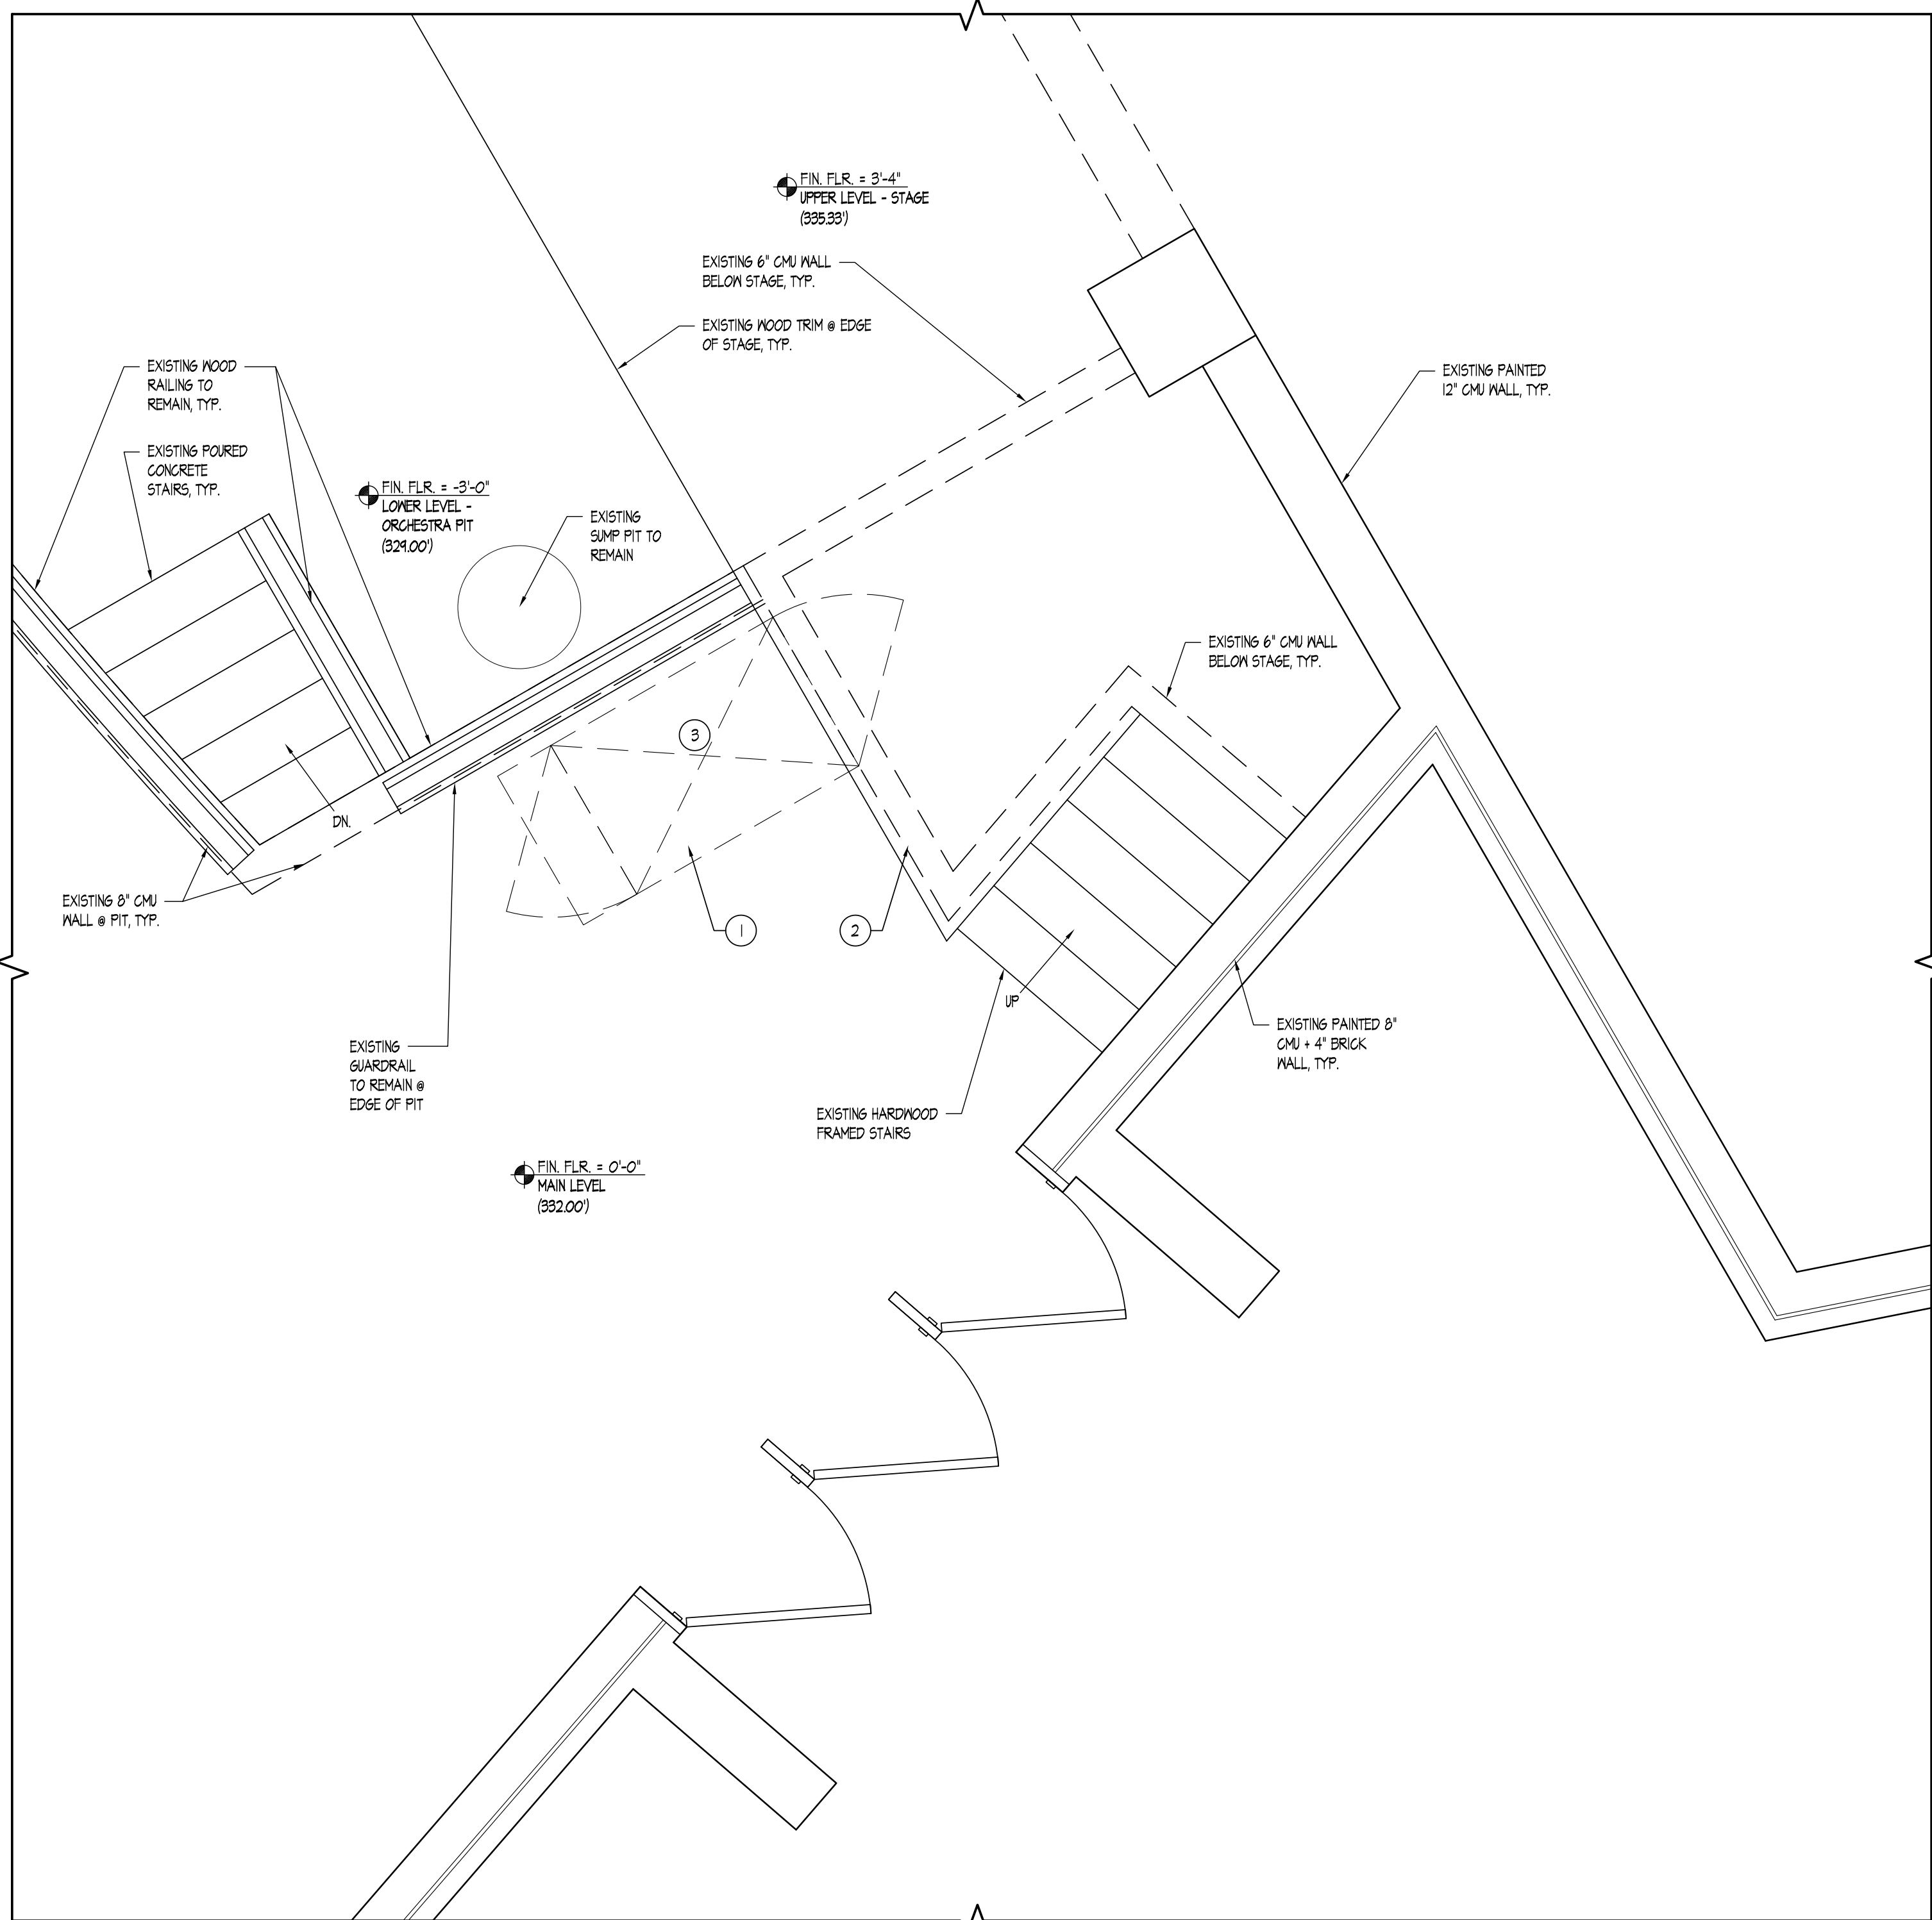 FIN. FLR. = 3'-4"
UPPER LEVEL - STAGE
(335.33')
EXISTING 6" CMU WALL
BELOW STAGE, TYP.
EXISTING WOOD TRIM @ EDGE
OF STAGE, TYP.
EXISTING WOOD
RAILING TO
REMAIN, TYP.
EXISTING POURED
CONCRETE
STAIRS, TYP.
FIN. FLR. = -3'-0"
LOWER LEVEL -
ORCHESTRA PIT
(329.00')
EXISTING
SUMP PIT TO
REMAIN
EXISTING PAINTED
12" CMU WALL, TYP.
EXISTING 6" CMU WALL
BELOW STAGE, TYP.
3
DN.
EXISTING 8" CMU
WALL @ PIT, TYP.
1
2
UP
EXISTING
GUARDRAIL
TO REMAIN @
EDGE OF PIT
EXISTING PAINTED 8"
CMU + 4" BRICK
WALL, TYP.
EXISTING HARDWOOD
FRAMED STAIRS
FIN. FLR. = 0'-0"
MAIN LEVEL
(332.00')